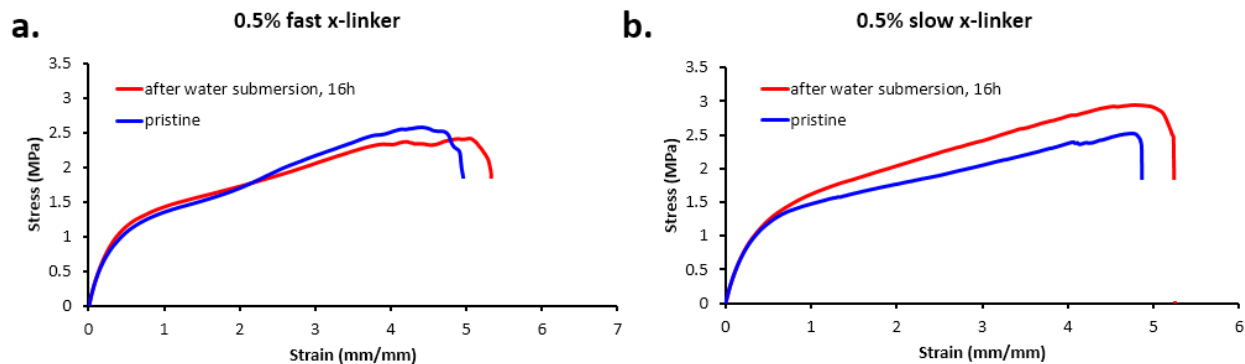 a.
0.5% fast x-linker
3.5
3
2.5
2
1.5
1
0.5
0
Stress (MPa)
after water submersion, 16h
pristine
0 1 2 3 4 5 6 7
Strain (mm/mm)
b.
0.5% slow x-linker
3.5
3
2.5
2
1.5
1
0.5
0
Stress (MPa)
after water submersion, 16h
pristine
0 1 2 3 4 5 6
Strain (mm/mm)